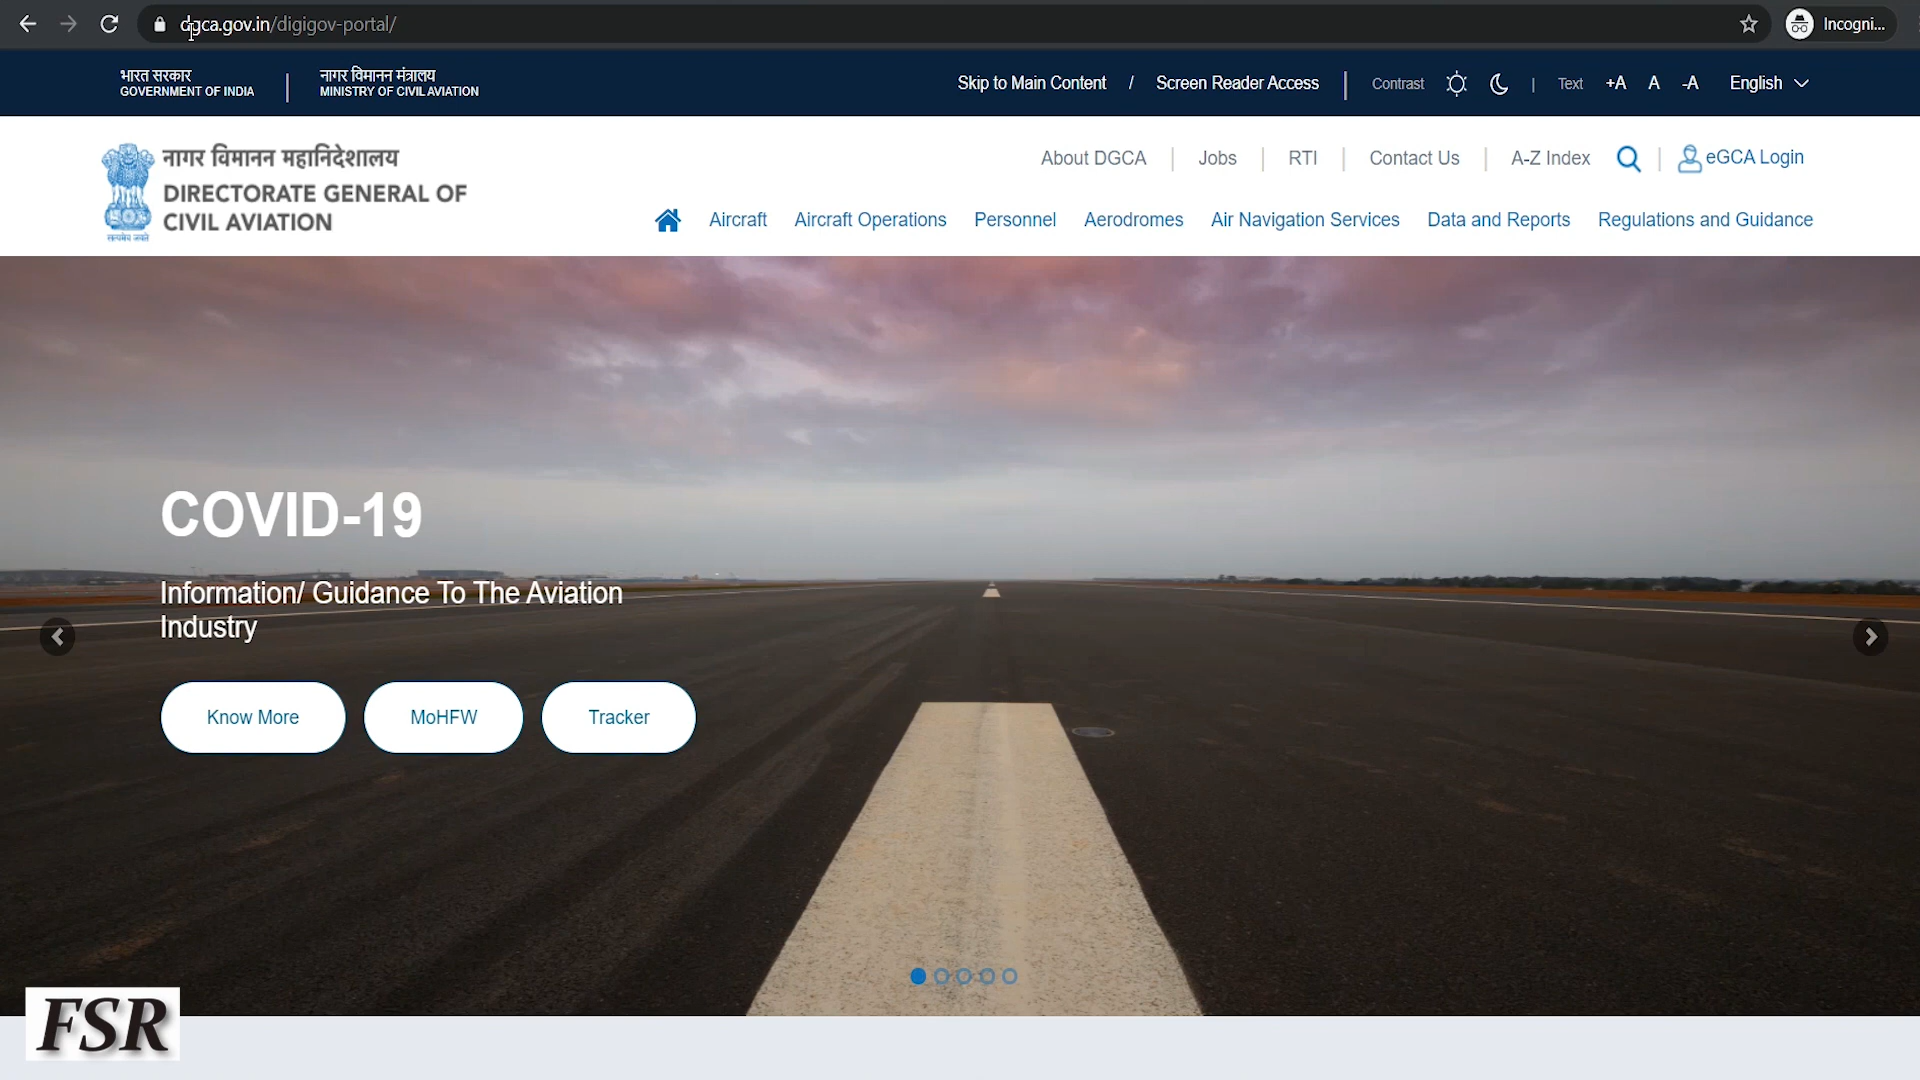 dgca.gov.in/digigov-portal/
Incogni...
भारत सरकार
GOVERNMENT OF INDIA
नागर विमानन मंत्रालय
MINISTRY OF CIVIL AVIATION
Skip to Main Content / Screen Reader Access
Contrast | Text +A A -A English
नागर विमानन महानिदेशालय
DIRECTORATE GENERAL OF
CIVIL AVIATION
सत्यमेव जयते
About DGCA | Jobs | RTI | Contact Us | A-Z Index | eGCA Login
Aircraft Aircraft Operations Personnel Aerodromes Air Navigation Services Data and Reports Regulations and Guidance
COVID-19
Information/ Guidance To The Aviation
Industry
Know More MoHFW Tracker
FSR